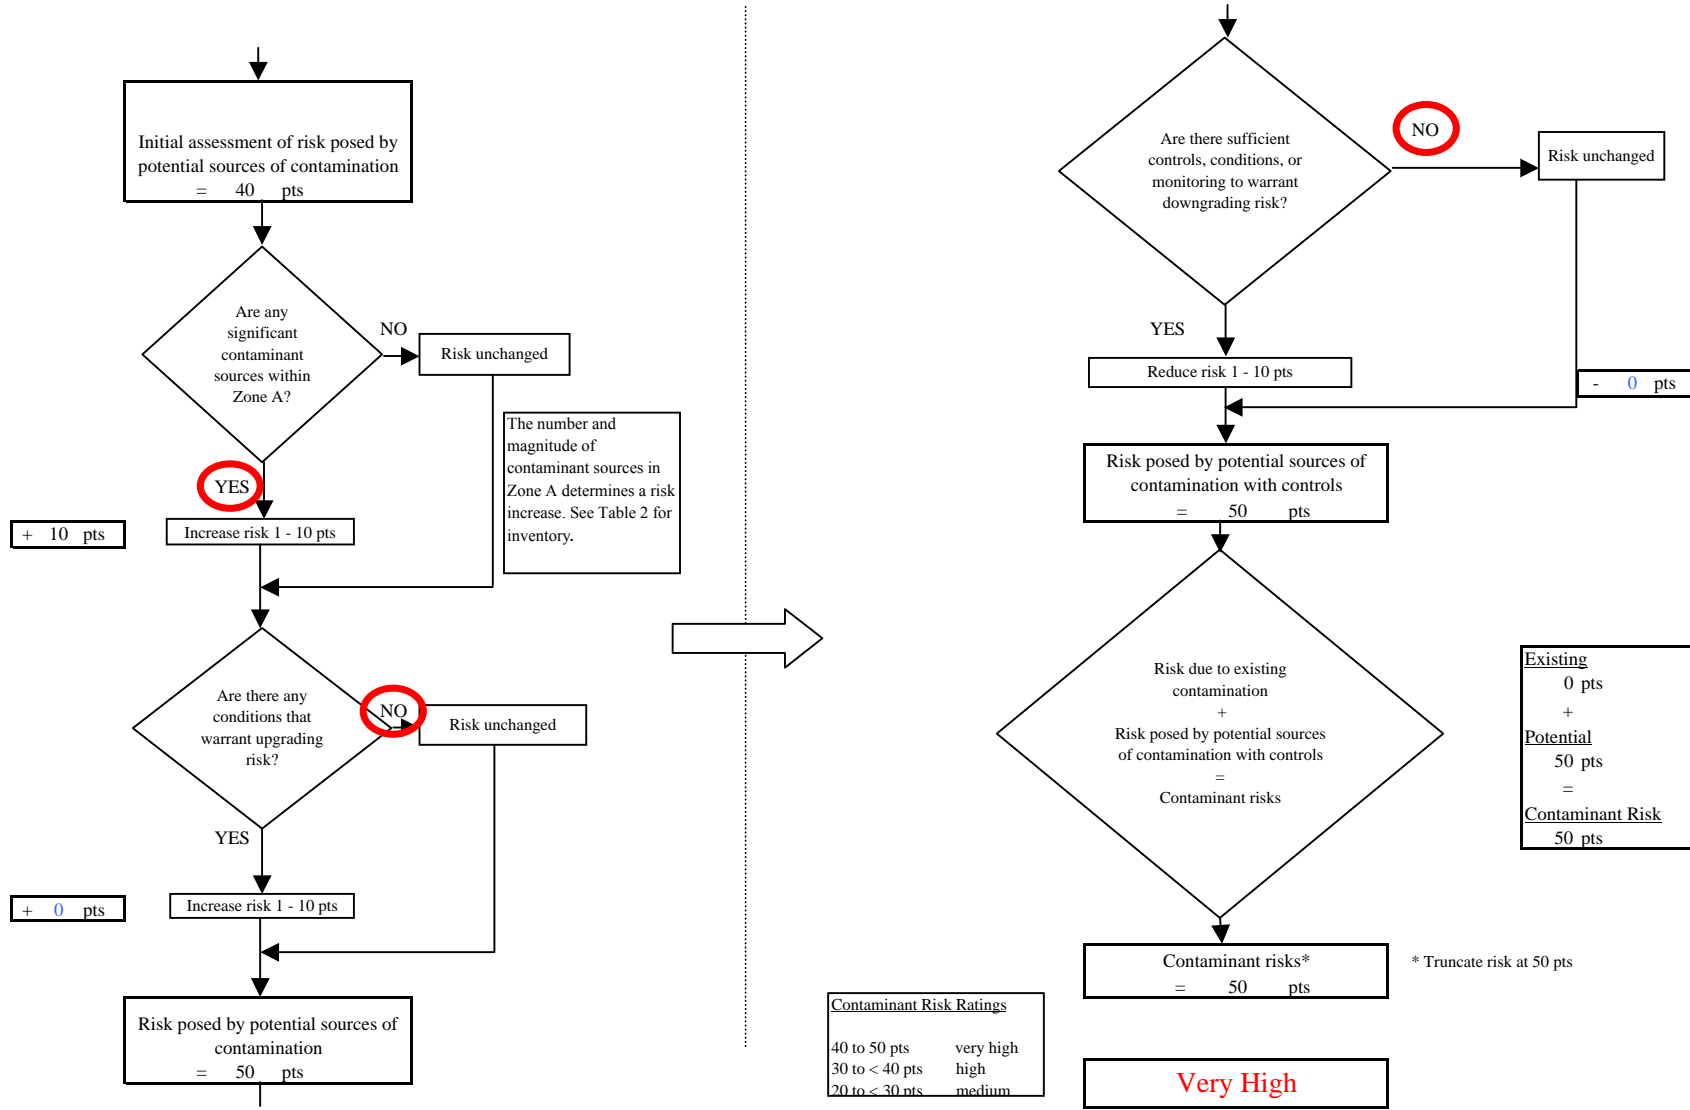 Initial assessment of risk posed by
potential sources of contamination
= 40 pts
Are any
significant
contaminant
sources within
Zone A?
NO
Risk unchanged
The number and
magnitude of
contaminant sources in
Zone A determines a risk
increase. See Table 2 for
inventory.
YES
+ 10 pts
Increase risk 1 - 10 pts
Are there any
conditions that
warrant upgrading
risk?
NO
Risk unchanged
YES
+ 0 pts
Increase risk 1 - 10 pts
Risk posed by potential sources of
contamination
= 50 pts
Are there sufficient
controls, conditions, or
monitoring to warrant
downgrading risk?
NO
Risk unchanged
YES
Reduce risk 1 - 10 pts
- 0 pts
Risk posed by potential sources of
contamination with controls
= 50 pts
Risk due to existing
contamination
+
Risk posed by potential sources
of contamination with controls
=
Contaminant risks
Existing
0 pts
+
Potential
50 pts
=
Contaminant Risk
50 pts
Contaminant risks*
= 50 pts
* Truncate risk at 50 pts
Contaminant Risk Ratings
40 to 50 pts very high
30 to < 40 pts high
20 to < 30 pts medium
Very High